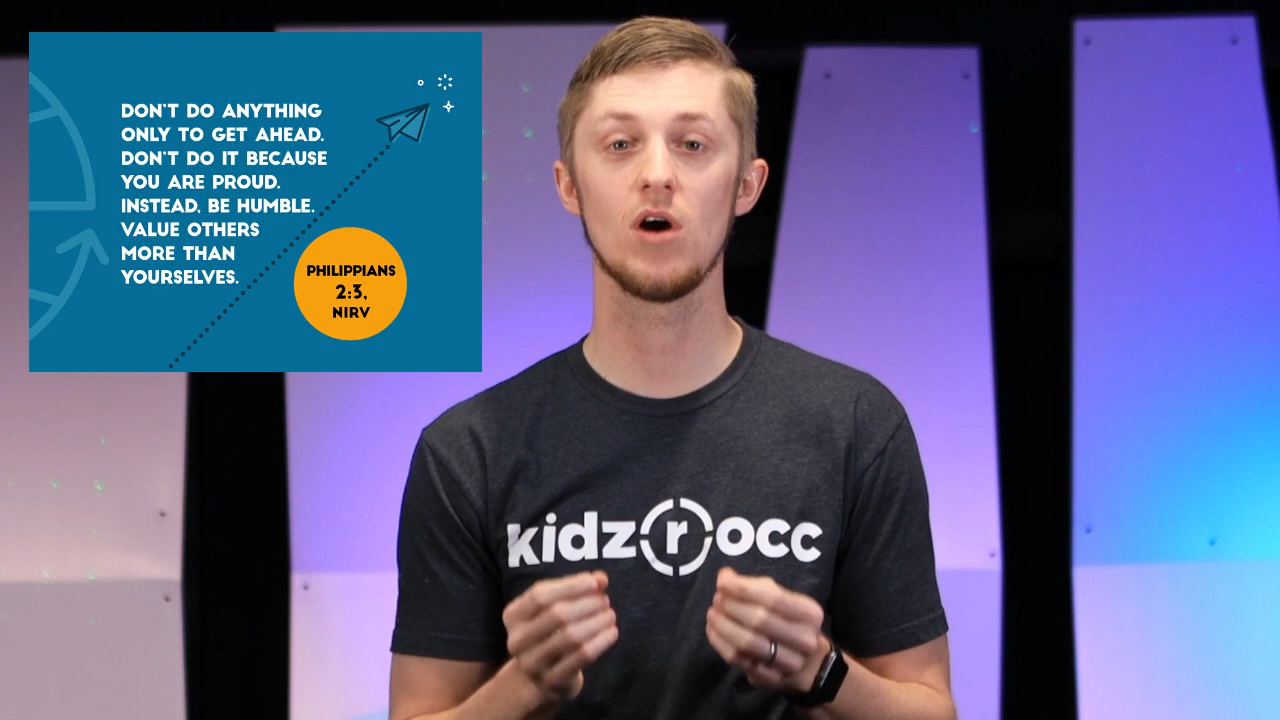 DON'T DO ANYTHING
ONLY TO GET AHEAD.
DON'T DO IT BECAUSE
YOU ARE PROUD.
INSTEAD, BE HUMBLE.
VALUE OTHERS
MORE THAN
YOURSELVES.
PHILIPPIANS
2:3,
NIRV
kidz r occ